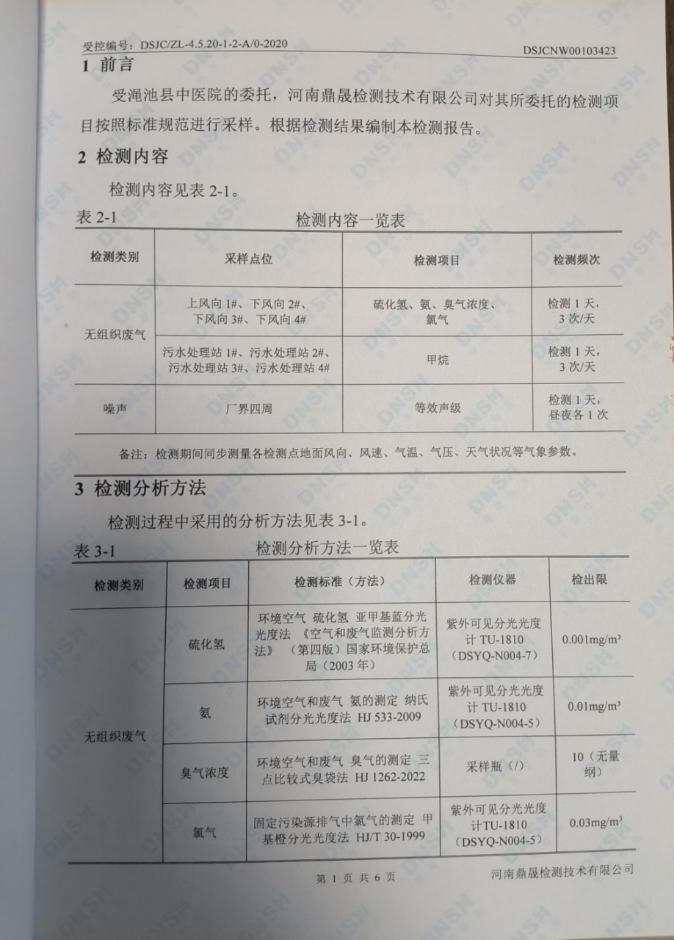 受控编号：DSJC/ZL-4.5.20-1-2-A/0-2020
DSJCNW00103423
1 前言
受渑池县中医院的委托，河南鼎晟检测技术有限公司对其所委托的检测项
目按照标准规范进行采样。根据检测结果编制本检测报告。
2 检测内容
检测内容见表 2-1。
表 2-1 检测内容一览表
检测类别 采样点位 检测项目 检测频次
无组织废气
上风向 1#、下风向 2#、
下风向 3#、下风向 4#
硫化氢、氨、臭气浓度、
氯气
检测 1 天，
3 次/天
污水处理站 1#、污水处理站 2#、
污水处理站 3#、污水处理站 4#
甲烷
检测 1 天，
3 次/天
噪声
厂界四周
等效声级
检测 1 天，
昼夜各 1 次
备注：检测期间同步测量各检测点地面风向、风速、气温、气压、天气状况等气象参数。
3 检测分析方法
检测过程中采用的分析方法见表 3-1。
表 3-1 检测分析方法一览表
检测类别 检测项目 检测标准（方法） 检测仪器 检出限
无组织废气
硫化氢
环境空气 硫化氢 亚甲基蓝分光
光度法 《空气和废气监测分析方
法》（第四版）国家环境保护总
局（2003 年）
紫外可见分光光度
计 TU-1810
（DSYQ-N004-7）
0.001mg/m³
氨
环境空气和废气 氨的测定 纳氏
试剂分光光度法 HJ 533-2009
紫外可见分光光度
计 TU-1810
（DSYQ-N004-5）
0.01mg/m³
臭气浓度
环境空气和废气 臭气的测定 三
点比较式臭袋法 HJ 1262-2022
采样瓶（/）
10（无量
纲）
氯气
固定污染源排气中氯气的测定 甲
基橙分光光度法 HJ/T 30-1999
紫外可见分光光度
计TU-1810
（DSYQ-N004-5）
0.03mg/m³
第 1 页 共 6 页
河南鼎晟检测技术有限公司
DNSH